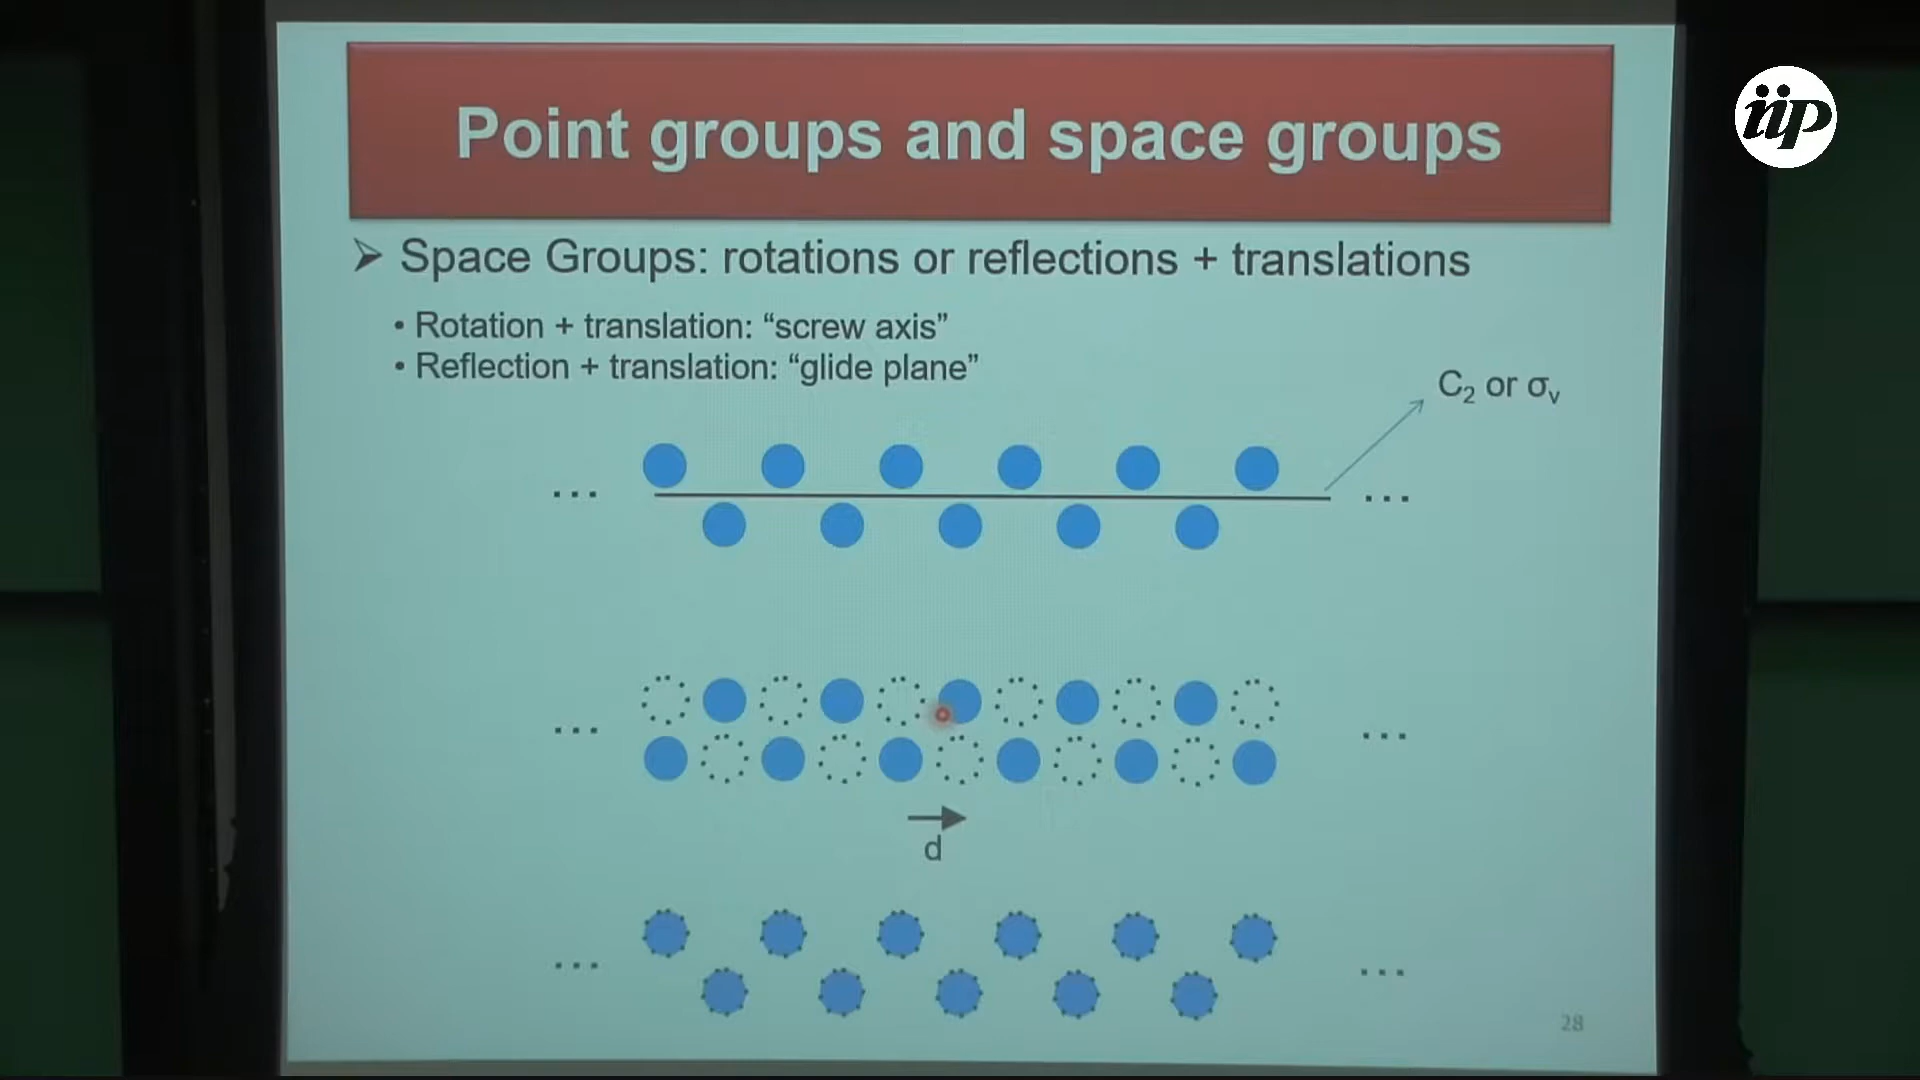 Point groups and space groups
iip
➢ Space Groups: rotations or reflections + translations
• Rotation + translation: “screw axis”
• Reflection + translation: “glide plane”
C₂ or σᵥ
... ...
... ...
d
... ...
28